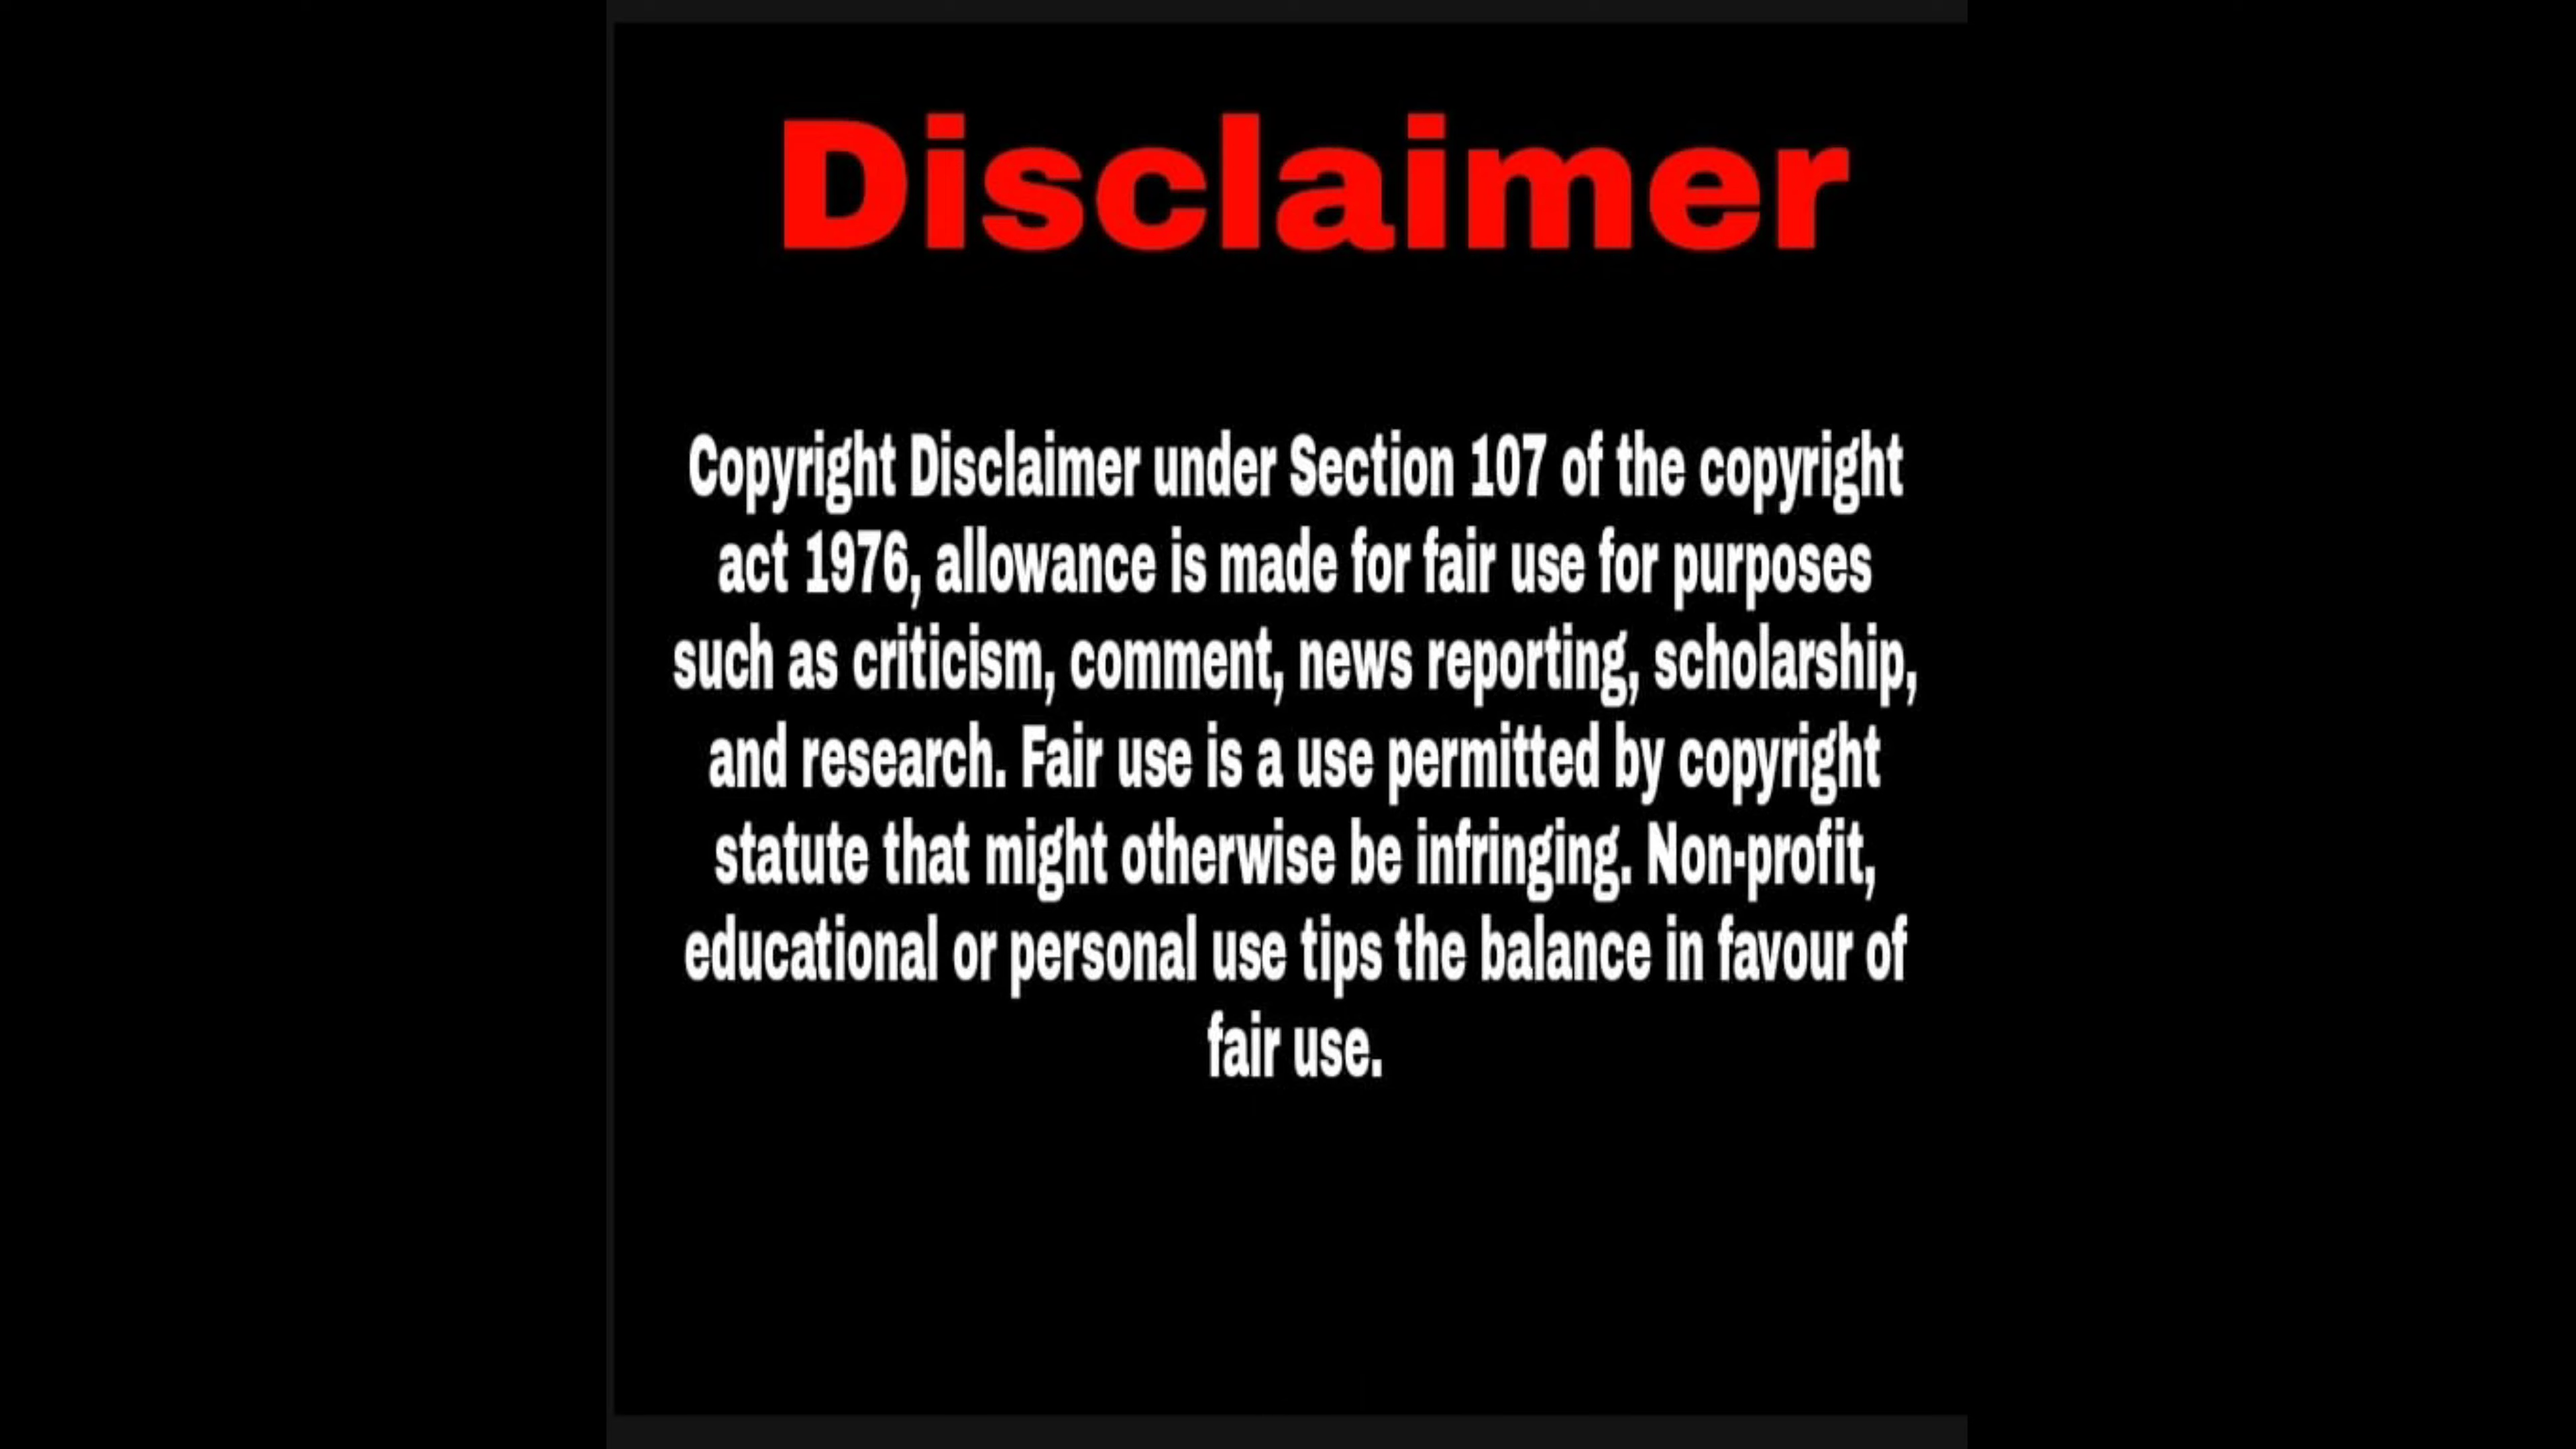 Disclaimer
Copyright Disclaimer under Section 107 of the copyright
act 1976, allowance is made for fair use for purposes
such as criticism, comment, news reporting, scholarship,
and research. Fair use is a use permitted by copyright
statute that might otherwise be infringing. Non-profit,
educational or personal use tips the balance in favour of
fair use.